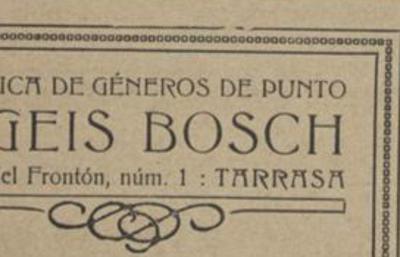 ICA DE GÉNEROS DE PUNTO
GEIS BOSCH
el Frontón, núm. 1 : TARRASA